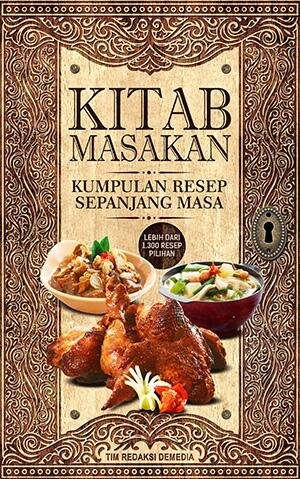 KITAB
MASAKAN
KUMPULAN RESEP
SEPANJANG MASA
LEBIH DARI
1.300 RESEP
PILIHAN
TIM REDAKSI DEMEDIA